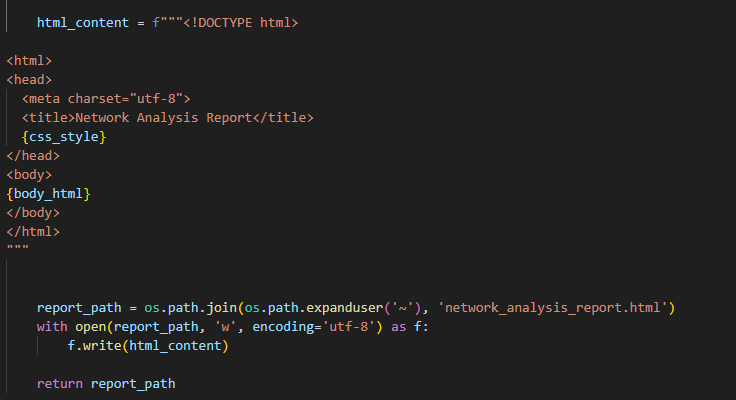 html_content = f"""<!DOCTYPE html>
<html>
<head>
<meta charset="utf-8">
<title>Network Analysis Report</title>
{css_style}
</head>
<body>
{body_html}
</body>
</html>
"""
report_path = os.path.join(os.path.expanduser('~'), 'network_analysis_report.html')
with open(report_path, 'w', encoding='utf-8') as f:
f.write(html_content)
return report_path